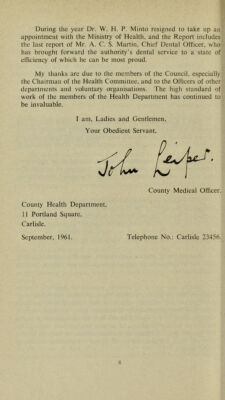 During the year Dr. W. H. P. Minto resigned to take up an
appointment with the Ministry of Health, and the Report includes
the last report of Mr. A. C. S. Martin, Chief Dental Officer, who
has brought forward the authority's dental service to a state of
efficiency of which he can be most proud.
My thanks are due to the members of the Council, especially
the Chairman of the Health Committee, and to the Officers of other
departments and voluntary organisations. The high standard of
work of the members of the Health Department has continued to
be invaluable.
I am, Ladies and Gentlemen,
Your Obedient Servant,
John Leiper.
County Medical Officer.
County Health Department,
11 Portland Square,
Carlisle.
September, 1961. Telephone No.: Carlisle 23456.